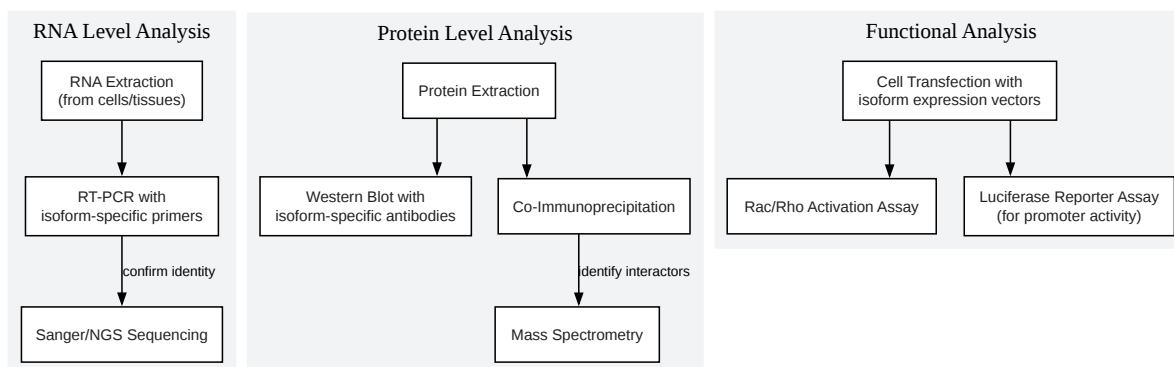 RNA Level Analysis
RNA Extraction
(from cells/tissues)
RT-PCR with
isoform-specific primers
confirm identity
Sanger/NGS Sequencing
Protein Level Analysis
Protein Extraction
Western Blot with
isoform-specific antibodies
Co-Immunoprecipitation
identify interactors
Mass Spectrometry
Functional Analysis
Cell Transfection with
isoform expression vectors
Rac/Rho Activation Assay
Luciferase Reporter Assay
(for promoter activity)